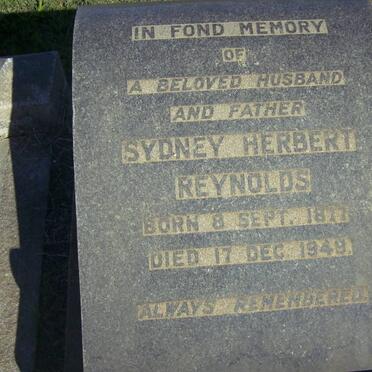 IN FOND MEMORY
OF
A BELOVED HUSBAND
AND FATHER
SYDNEY HERBERT
REYNOLDS
BORN 8 SEPT. 1877
DIED 17 DEC. 1949.
ALWAYS REMEMBERED